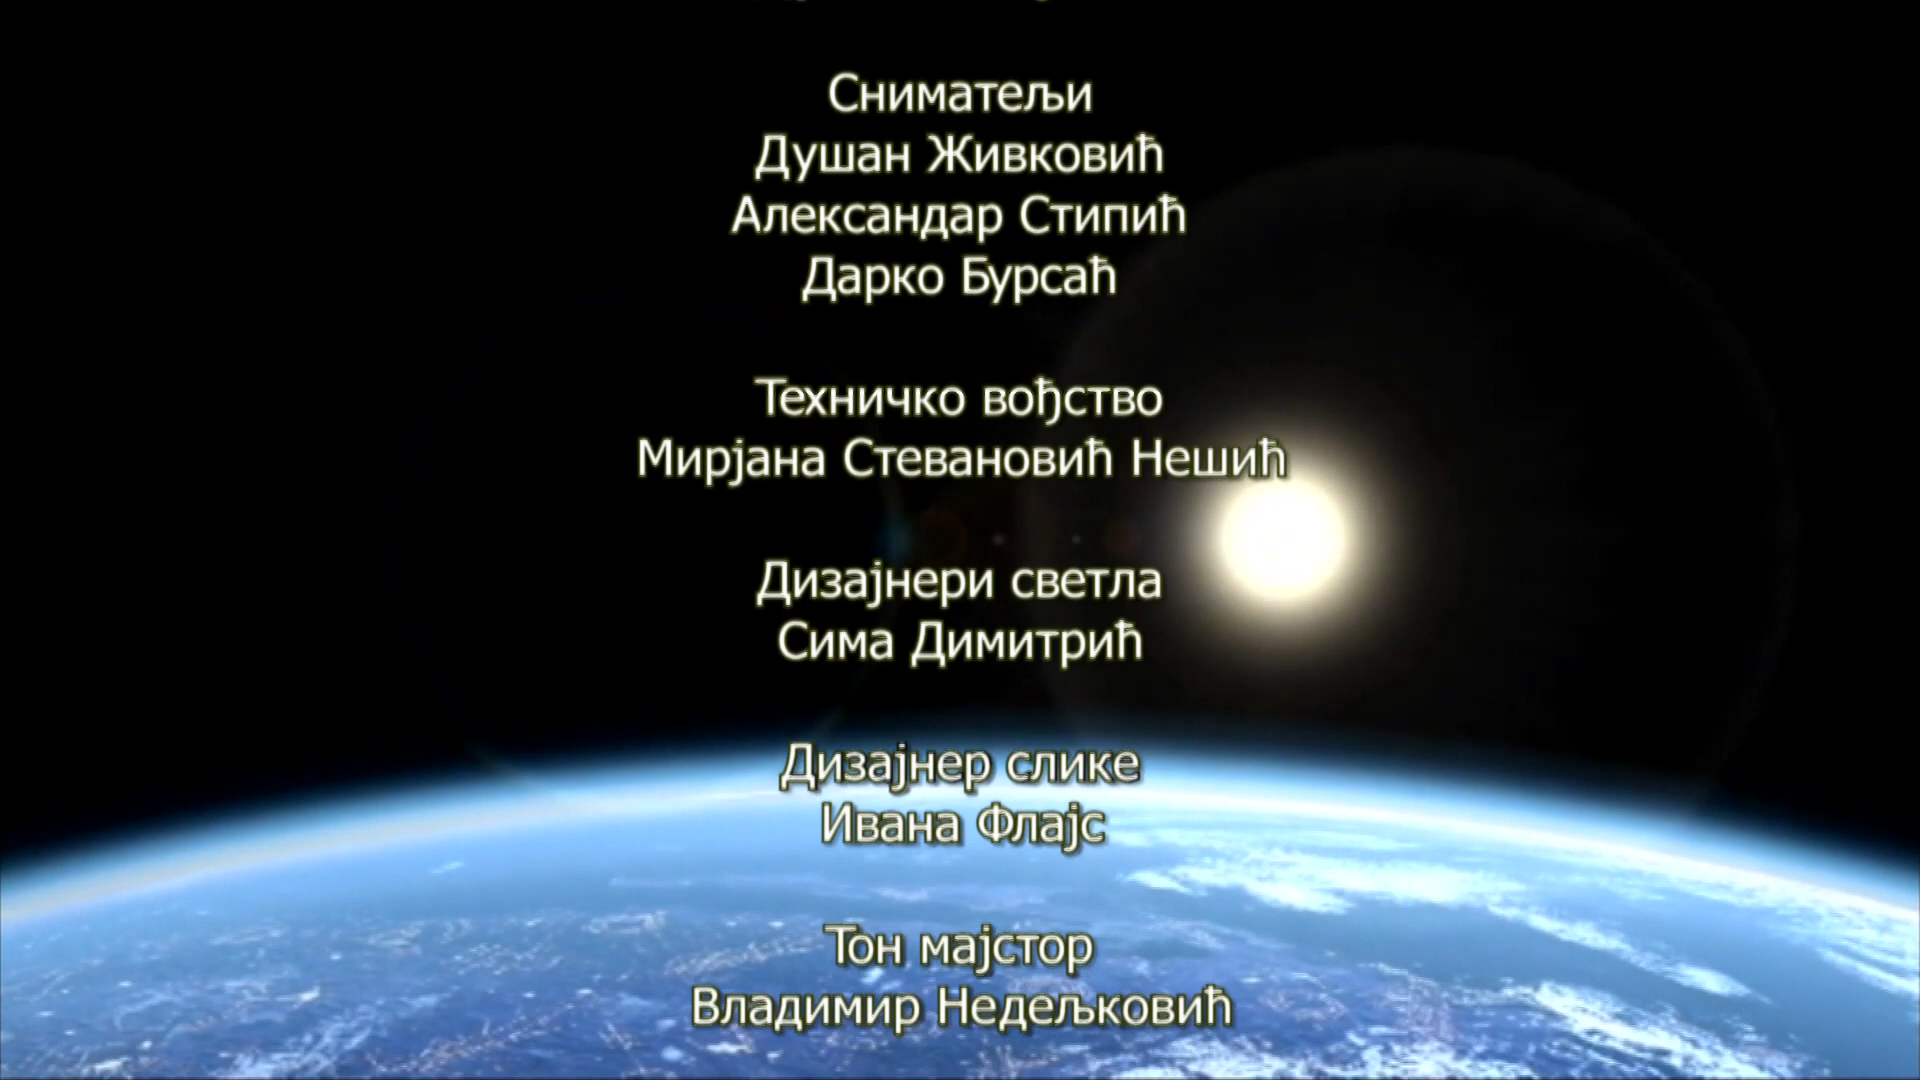 Сниматељи
Душан Живковић
Александар Стипић
Дарко Бурсаћ
Техничко вођство
Мирјана Стевановић Нешић
Дизајнери светла
Сима Димитрић
Дизајнер слике
Ивана Флајс
Тон мајстор
Владимир Недељковић